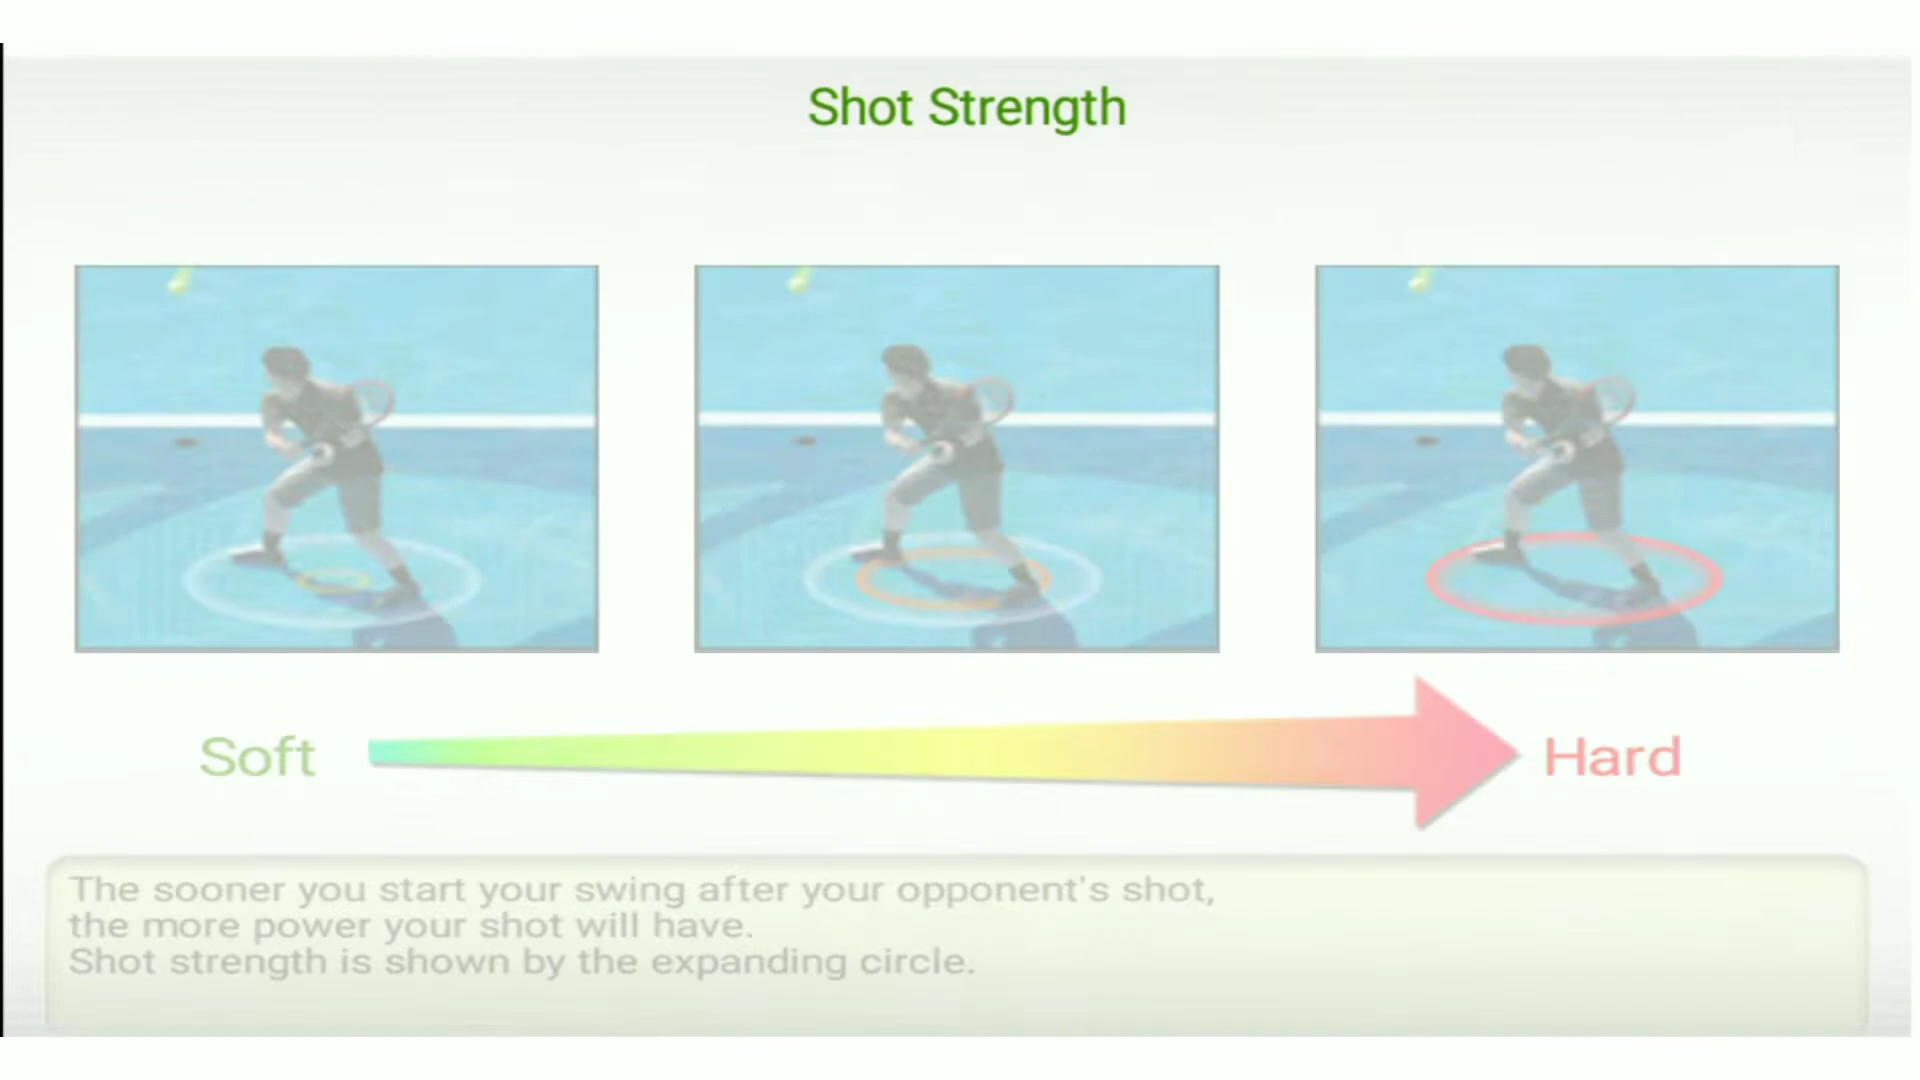 Shot Strength
Soft
Hard
The sooner you start your swing after your opponent's shot,
the more power your shot will have.
Shot strength is shown by the expanding circle.